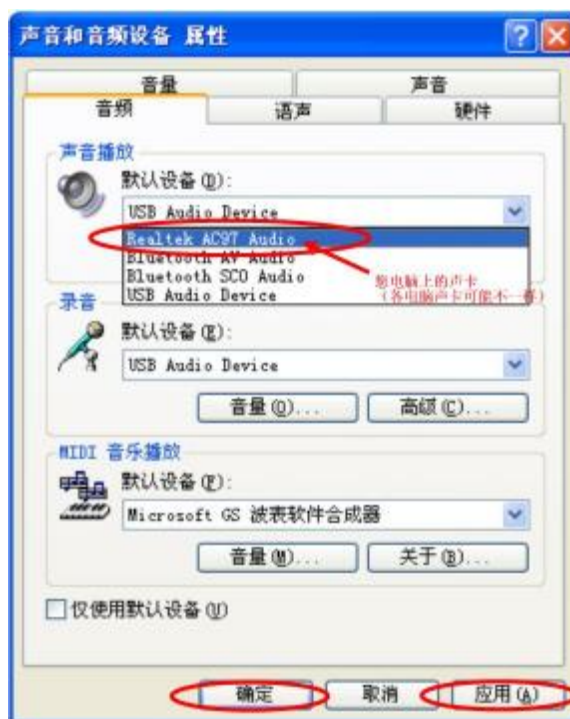 声音和音频设备 属性
音量
声音
音频
语声
硬件
声音播放
默认设备(D):
USB Audio Device
Realtek AC97 Audio
Bluetooth AV Audio
Bluetooth SCO Audio
USB Audio Device
您电脑上的声卡
(各电脑声卡可能不一样)
录音
默认设备(E):
USB Audio Device
音量(O)...
高级(C)...
MIDI 音乐播放
默认设备(F):
Microsoft GS 波表软件合成器
音量(M)...
关于(B)...
仅使用默认设备(U)
确定
取消
应用(A)